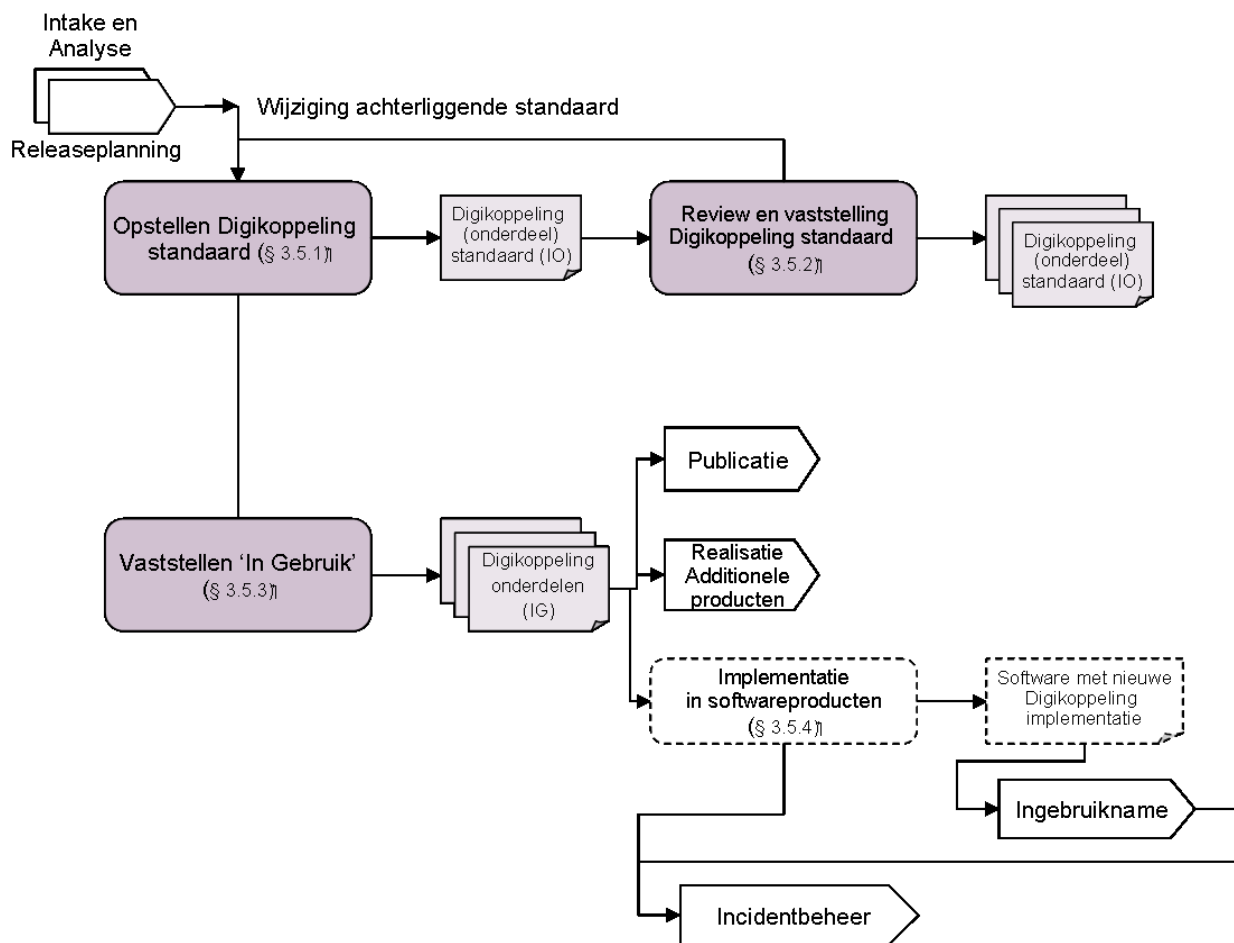 Intake en
Analyse
Releaseplanning
Wijziging achterliggende standaard
Opstellen Digikoppeling
standaard (§ 3.5.1)¶
Digikoppeling
(onderdeel)
standaard (IO)
Review en vaststelling
Digikoppeling standaard
(§ 3.5.2)¶
Digikoppeling
(onderdeel)
standaard (IO)
Vaststellen ‘In Gebruik’
(§ 3.5.3)¶
Digikoppeling
onderdelen
(IG)
Publicatie
Realisatie
Additionele
producten
Implementatie
in softwareproducten
(§ 3.5.4)¶
Software met nieuwe
Digikoppeling
implementatie
Ingebruikname
Incidentbeheer